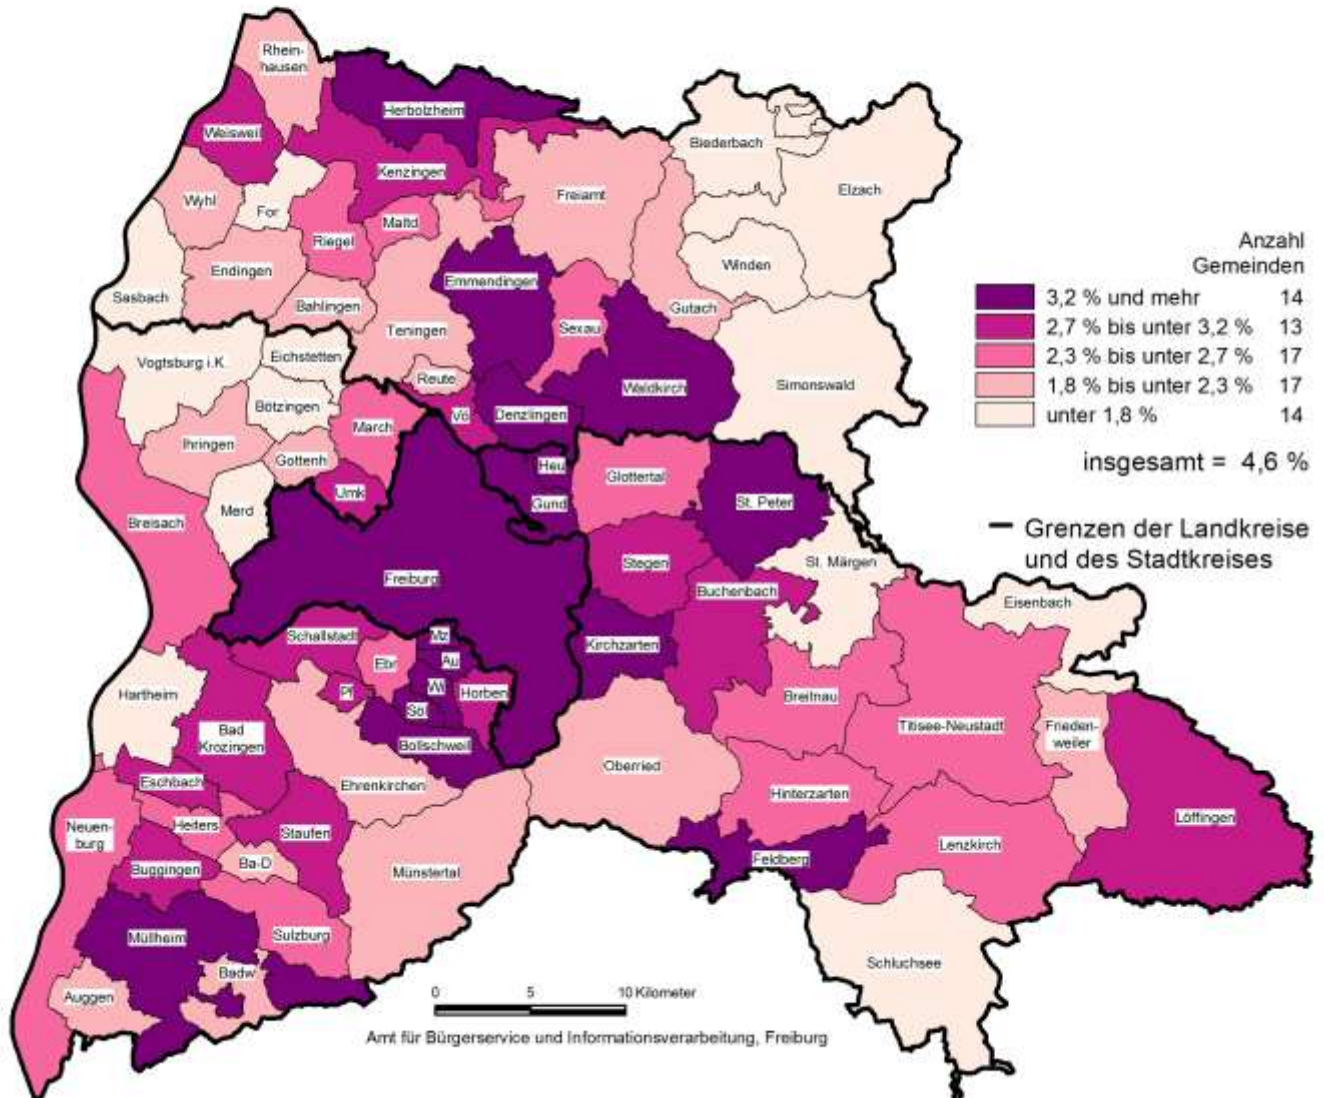 Rhein-
hausen
Herbolzheim
Weisweil
Biederbach
Kenzingen
Elzach
Wyhl
Freiamt
For
Maltd
Riegel
Winden
Endingen
Emmendingen
Sasbach
Bahlingen
Gutach
Sexau
Teningen
Eichstetten
Vogtsburg i.K.
Reute
Waldkirch
Simonswald
Bötzingen
Vö
Denzlingen
March
Ihringen
Gottenh
Heu
Glottertal
Umk
Gund
St. Peter
Merd
Breisach
Stegen
St. Märgen
Freiburg
Buchenbach
Eisenbach
Schallstadt
Mz
Kirchzarten
Ebr
Au
Hartheim
Pf
Wi
Horben
Breitnau
Sö
Titisee-Neustadt
Frieden-
weiler
Bad
Krozingen
Bollschweil
Oberried
Eschbach
Ehrenkirchen
Hinterzarten
Löffingen
Neuen-
burg
Heiters
Staufen
Lenzkirch
Feldberg
Ba-D
Buggingen
Münstertal
Müllheim
Sulzburg
Schluchsee
Badw
Auggen
Anzahl
Gemeinden
3,2 % und mehr 14
2,7 % bis unter 3,2 % 13
2,3 % bis unter 2,7 % 17
1,8 % bis unter 2,3 % 17
unter 1,8 % 14
insgesamt = 4,6 %
Grenzen der Landkreise
und des Stadtkreises
0 5 10 Kilometer
Amt für Bürgerservice und Informationsverarbeitung, Freiburg